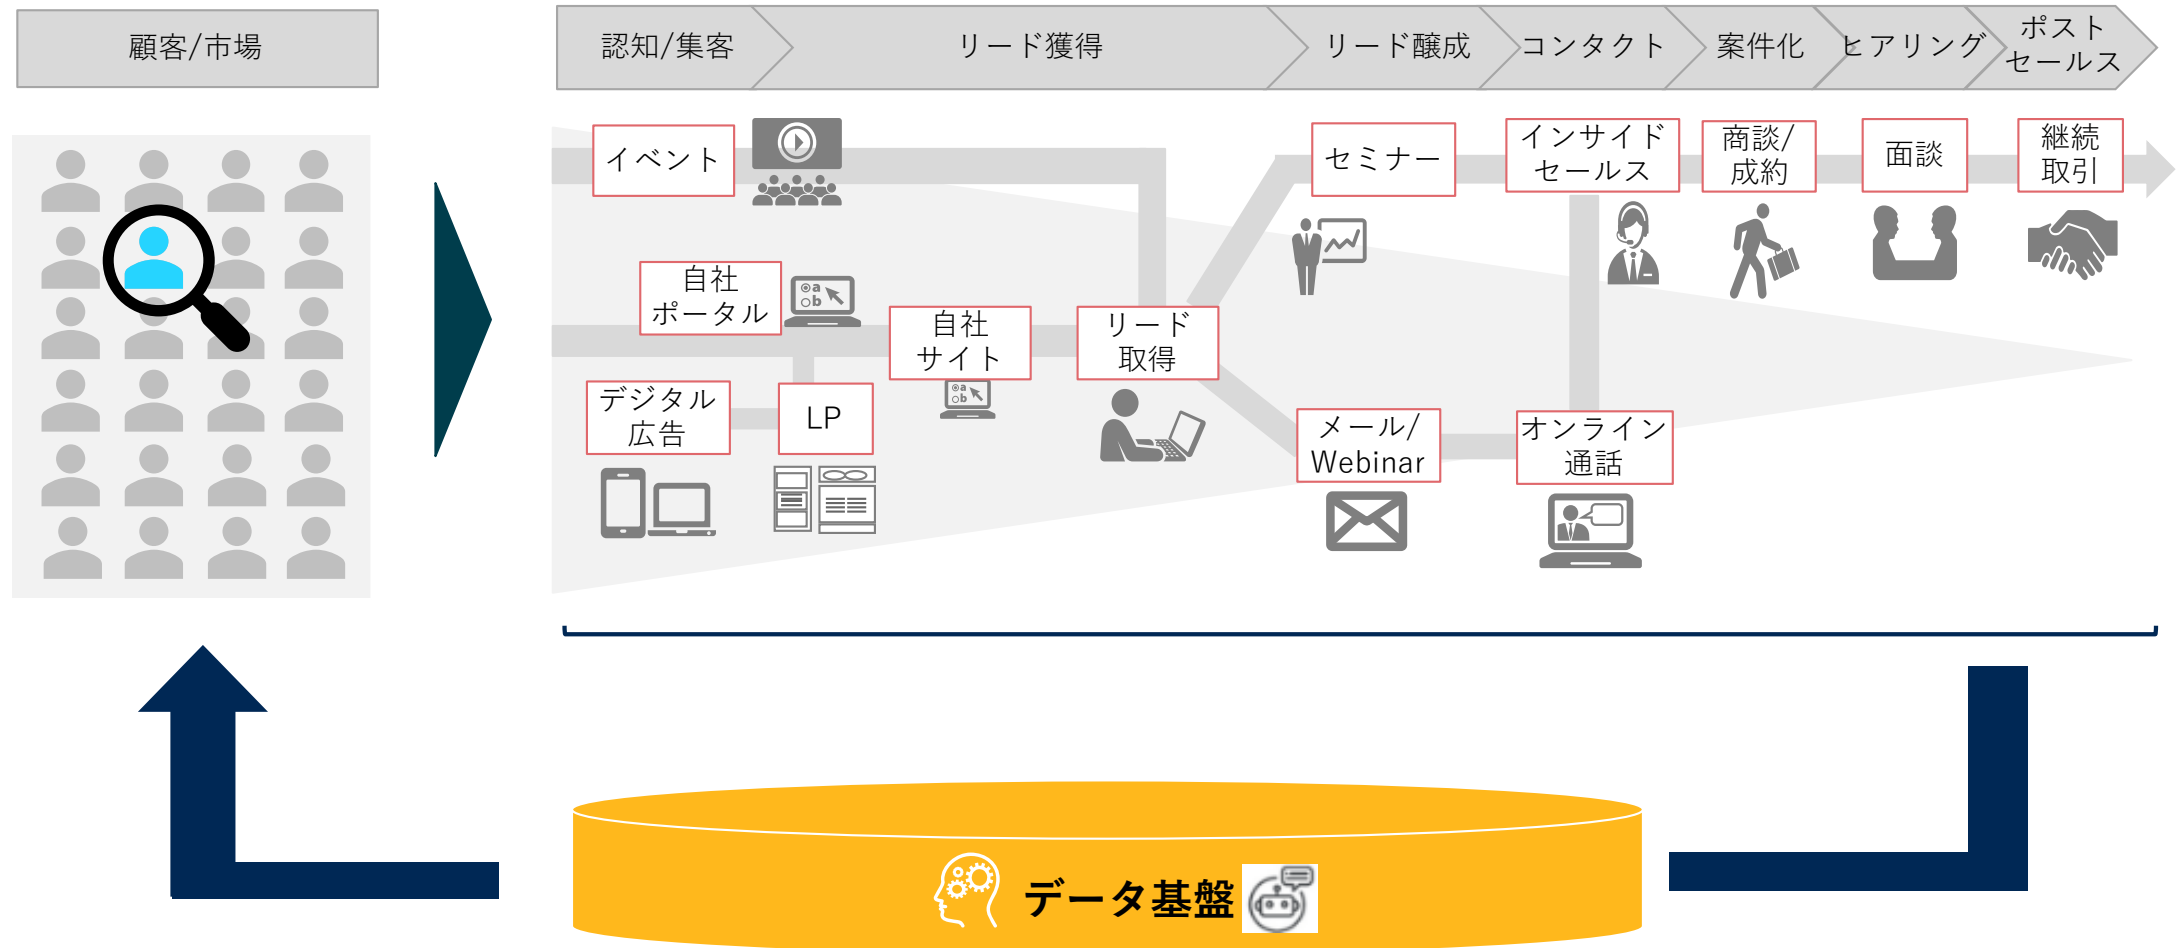 顧客/市場
認知/集客
リード獲得
リード醸成
コンタクト
案件化
ヒアリング
ポスト
セールス
イベント
セミナー
インサイド
セールス
商談/
成約
面談
継続
取引
自社
ポータル
a
b
自社
サイト
a
b
リード
取得
デジタル
広告
LP
メール/
Webinar
オンライン
通話
データ基盤